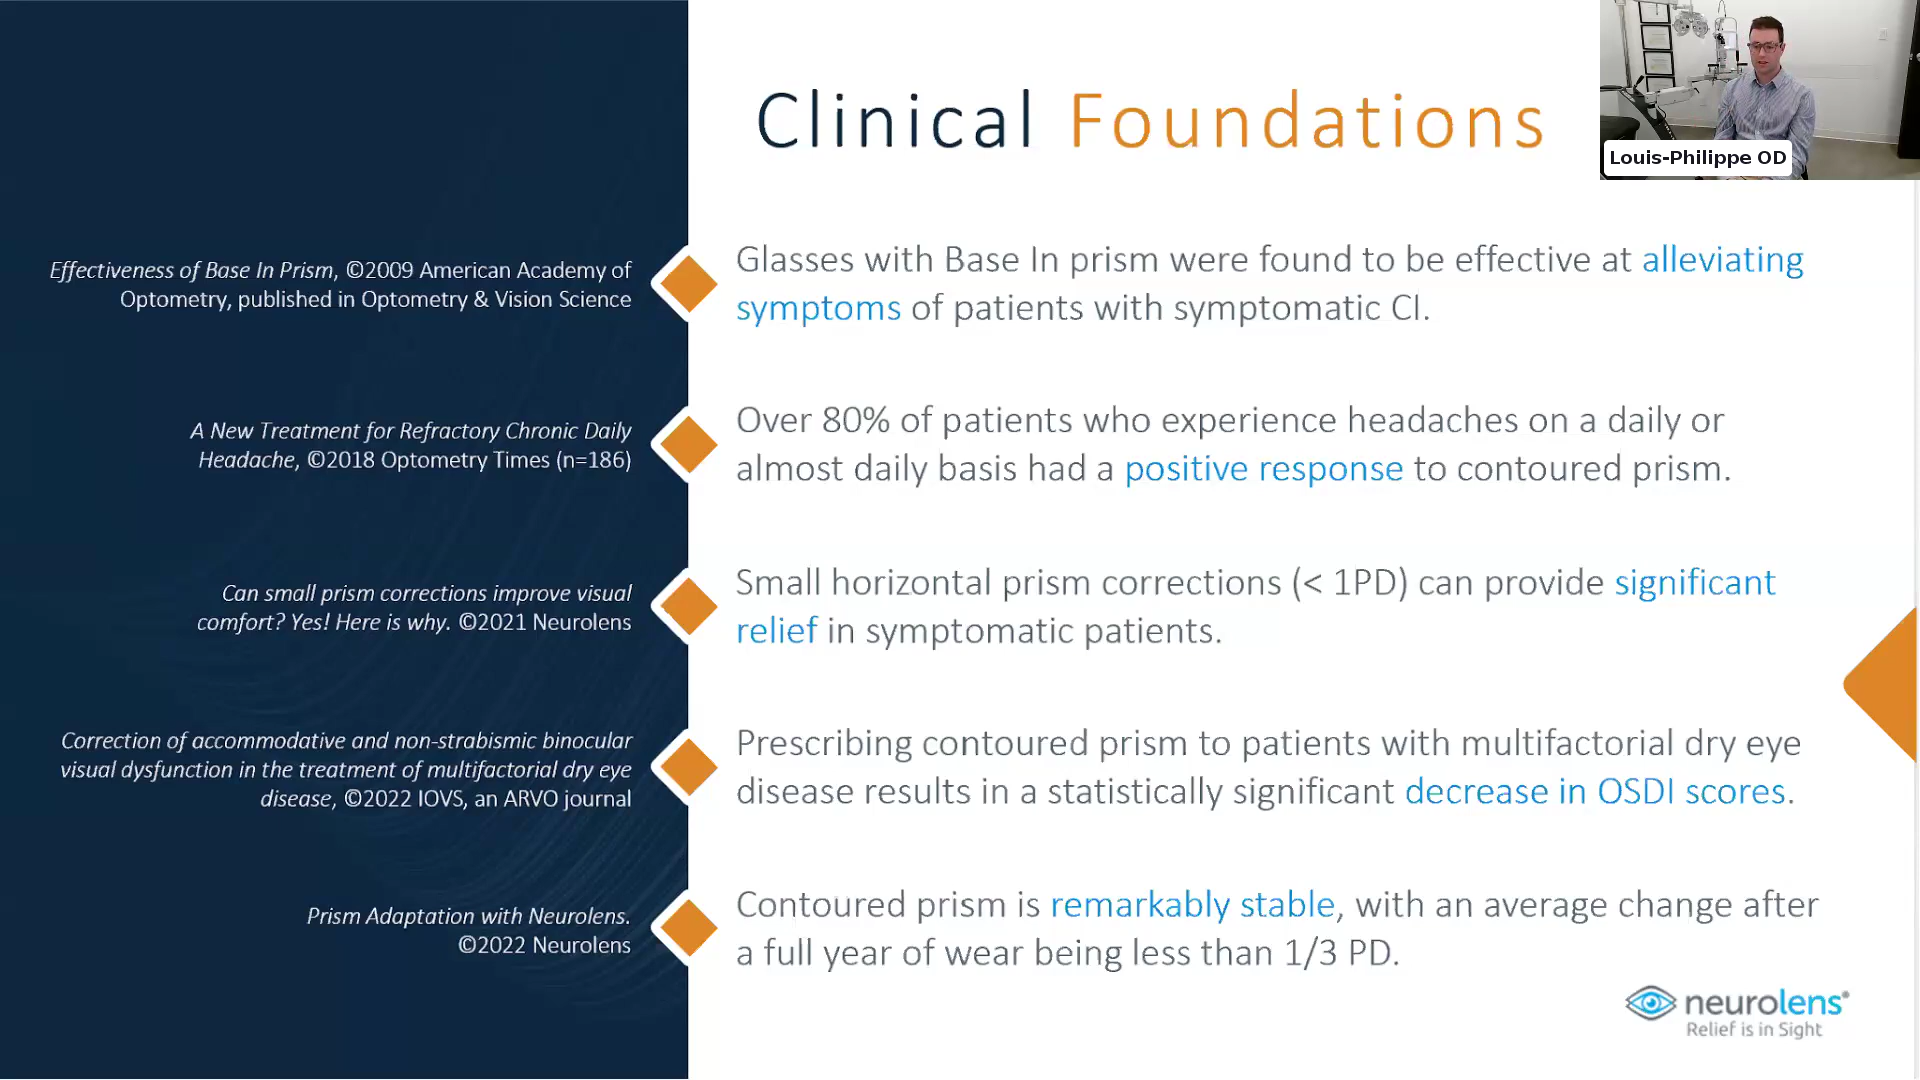 Clinical Foundations
Louis-Philippe OD
Effectiveness of Base In Prism, ©2009 American Academy of
Optometry, published in Optometry & Vision Science
Glasses with Base In prism were found to be effective at alleviating
symptoms of patients with symptomatic CI.
A New Treatment for Refractory Chronic Daily
Headache, ©2018 Optometry Times (n=186)
Over 80% of patients who experience headaches on a daily or
almost daily basis had a positive response to contoured prism.
Can small prism corrections improve visual
comfort? Yes! Here is why. ©2021 Neurolens
Small horizontal prism corrections (< 1PD) can provide significant
relief in symptomatic patients.
Correction of accommodative and non-strabismic binocular
visual dysfunction in the treatment of multifactorial dry eye
disease, ©2022 IOVS, an ARVO journal
Prescribing contoured prism to patients with multifactorial dry eye
disease results in a statistically significant decrease in OSDI scores.
Prism Adaptation with Neurolens.
©2022 Neurolens
Contoured prism is remarkably stable, with an average change after
a full year of wear being less than 1/3 PD.
neurolens®
Relief is in Sight